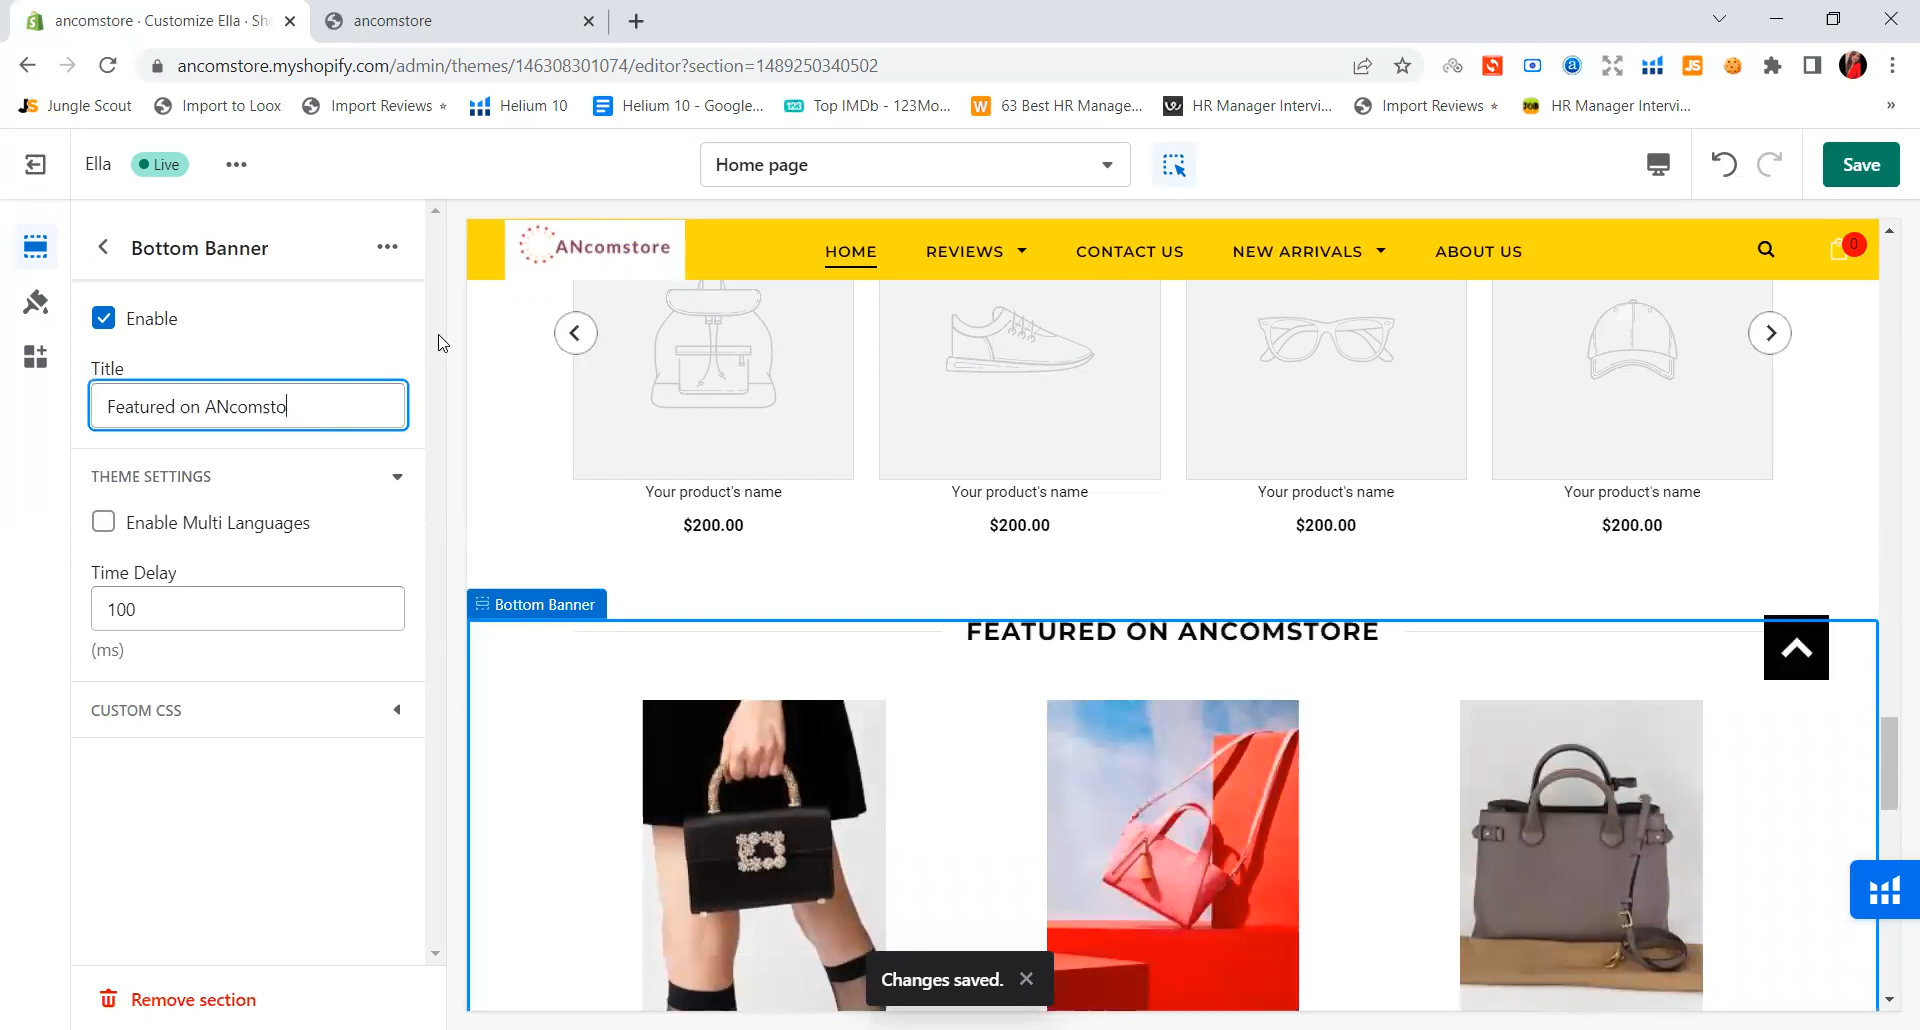 ancomstore · Customize Ella · Sh
ancomstore
ancomstore.myshopify.com/admin/themes/146308301074/editor?section=1489250340502
Jungle Scout
Import to Loox
Import Reviews
Helium 10
Helium 10 - Google...
Top IMDb - 123Mo...
63 Best HR Manage...
HR Manager Intervi...
Import Reviews
HR Manager Intervi...
»
Ella
Live
Home page
Save
Bottom Banner
Enable
Title
Featured on ANcomsto
THEME SETTINGS
Enable Multi Languages
Time Delay
100
(ms)
CUSTOM CSS
Remove section
ANcomstore
HOME
REVIEWS
CONTACT US
NEW ARRIVALS
ABOUT US
0
Your product's name
Your product's name
Your product's name
Your product's name
$200.00
$200.00
$200.00
$200.00
Bottom Banner
FEATURED ON ANCOMSTORE
Changes saved.